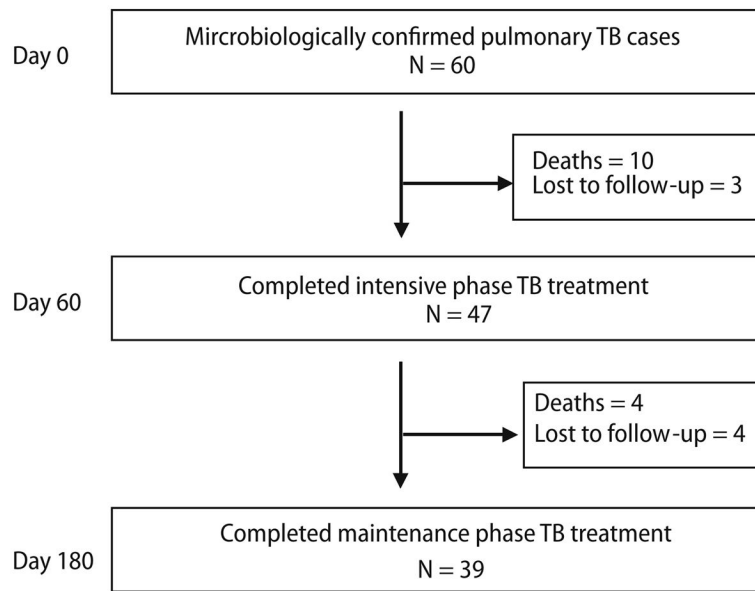 Day 0
Mircrobiologically confirmed pulmonary TB cases
N = 60
Deaths = 10
Lost to follow-up = 3
Day 60
Completed intensive phase TB treatment
N = 47
Deaths = 4
Lost to follow-up = 4
Day 180
Completed maintenance phase TB treatment
N = 39